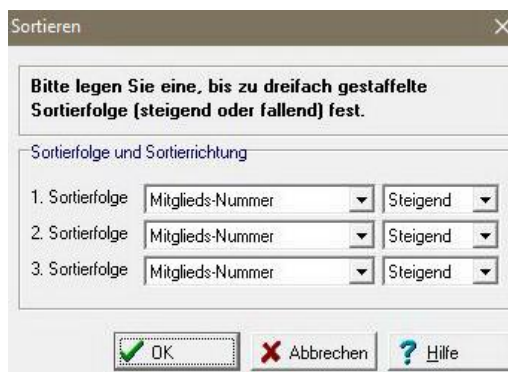 Sortieren
Bitte legen Sie eine, bis zu dreifach gestaffelte
Sortierfolge (steigend oder fallend) fest.
Sortierfolge und Sortierrichtung
1. Sortierfolge Mitglieds-Nummer Steigend
2. Sortierfolge Mitglieds-Nummer Steigend
3. Sortierfolge Mitglieds-Nummer Steigend
OK Abbrechen ? Hilfe